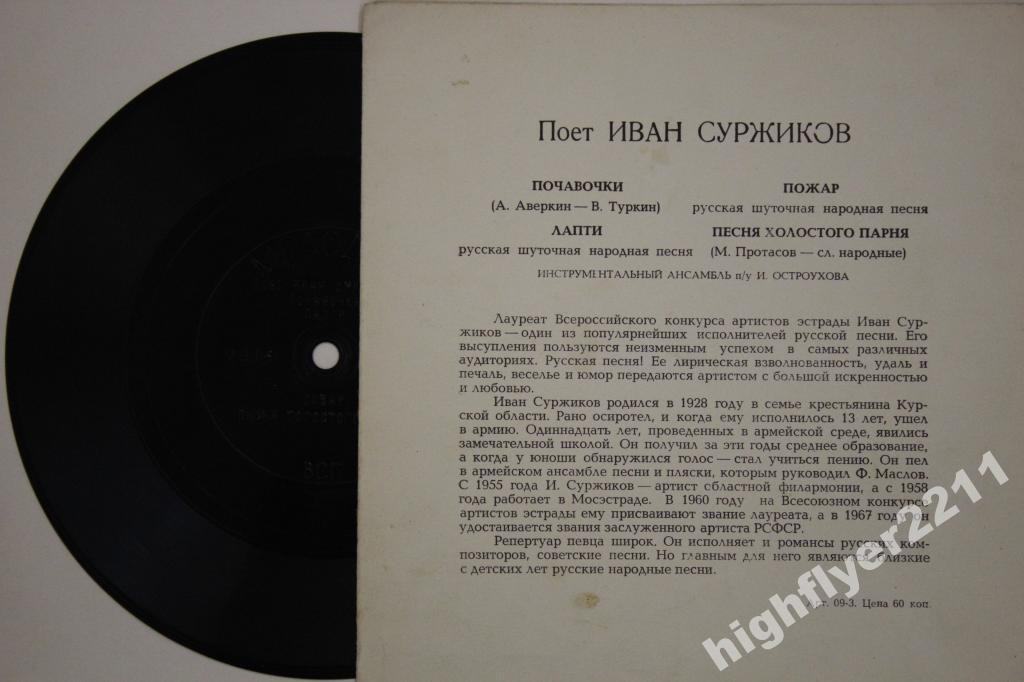 Поет ИВАН СУРЖИКОВ
ПОЧАВОЧКИ
(А. Аверкин — В. Туркин)
ЛАПТИ
русская шуточная народная песня
ПОЖАР
русская шуточная народная песня
ПЕСНЯ ХОЛОСТОГО ПАРНЯ
(М. Протасов — сл. народные)
ИНСТРУМЕНТАЛЬНЫЙ АНСАМБЛЬ п/у И. ОСТРОУХОВА
Лауреат Всероссийского конкурса артистов эстрады Иван Сур-
жиков — один из популярнейших исполнителей русской песни. Его
высупления пользуются неизменным успехом в самых различных
аудиториях. Русская песня! Ее лирическая взволнованность, удаль и
печаль, веселье и юмор передаются артистом с большой искренностью
и любовью.
Иван Суржиков родился в 1928 году в семье крестьянина Кур-
ской области. Рано осиротел, и когда ему исполнилось 13 лет, ушел
в армию. Одиннадцать лет, проведенных в армейской среде, явились
замечательной школой. Он получил за эти годы среднее образование,
а когда у юноши обнаружился голос — стал учиться пению. Он пел
в армейском ансамбле песни и пляски, которым руководил Ф. Маслов.
С 1955 года И. Суржиков — артист областной филармонии, а с 1958
года работает в Мосэстраде. В 1960 году на Всесоюзном конкурсе
артистов эстрады ему присваивают звание лауреата, а в 1967 году он
удостаивается звания заслуженного артиста РСФСР.
Репертуар певца широк. Он исполняет и романсы русских ком-
позиторов, советские песни. Но главным для него являются близкие
с детских лет русские народные песни.
Арт. 09-3. Цена 60 коп.
highflyer2211